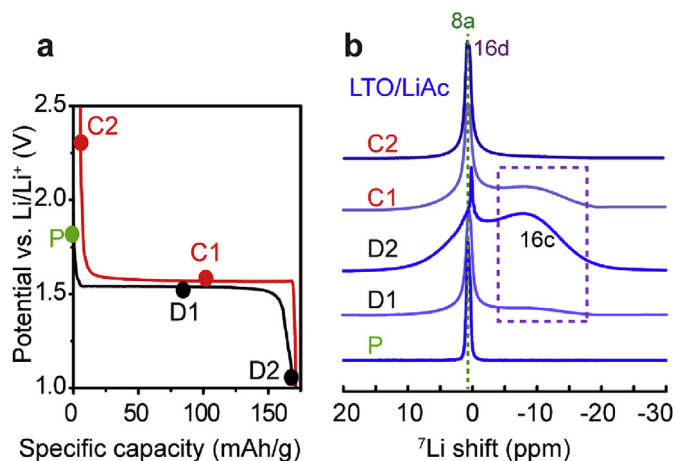 a
Potential vs. Li/Li⁺ (V)
2.5
2.0
1.5
1.0
C2
P
C1
D1
D2
0
50
100
150
Specific capacity (mAh/g)
b
8a
16d
LTO/LiAc
C2
C1
D2
16c
D1
P
20
10
0
-10
-20
-30
⁷Li shift (ppm)